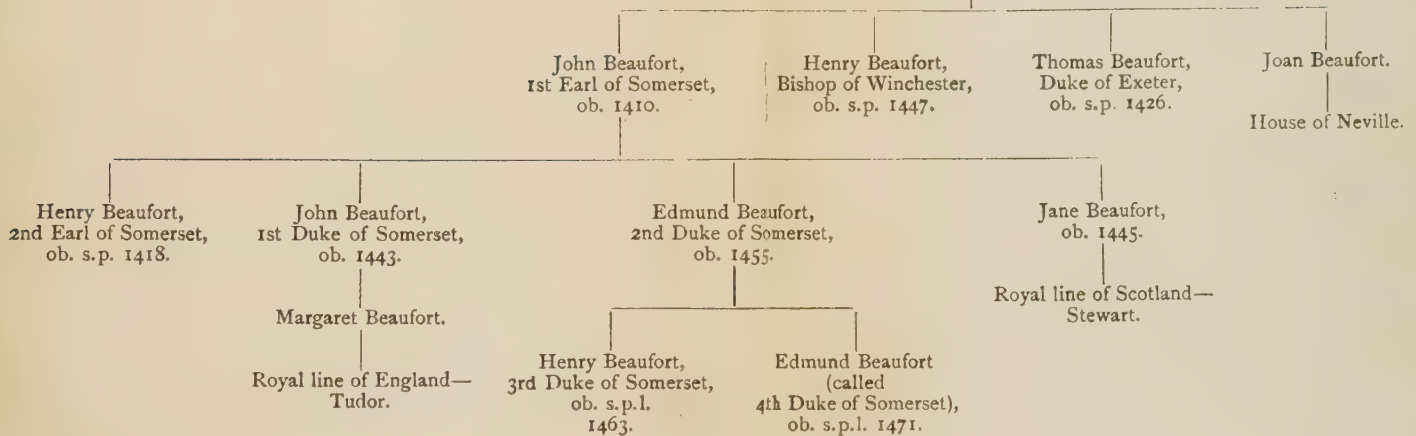 John Beaufort,
1st Earl of Somerset,
ob. 1410.
Henry Beaufort,
Bishop of Winchester,
ob. s.p. 1447.
Thomas Beaufort,
Duke of Exeter,
ob. s.p. 1426.
Joan Beaufort.
House of Neville.
Henry Beaufort,
2nd Earl of Somerset,
ob. s.p. 1418.
John Beaufort,
1st Duke of Somerset,
ob. 1443.
Margaret Beaufort.
Royal line of England—
Tudor.
Edmund Beaufort,
2nd Duke of Somerset,
ob. 1455.
Henry Beaufort,
3rd Duke of Somerset,
ob. s.p.l.
1463.
Edmund Beaufort
(called
4th Duke of Somerset),
ob. s.p.l. 1471.
Jane Beaufort,
ob. 1445.
Royal line of Scotland—
Stewart.